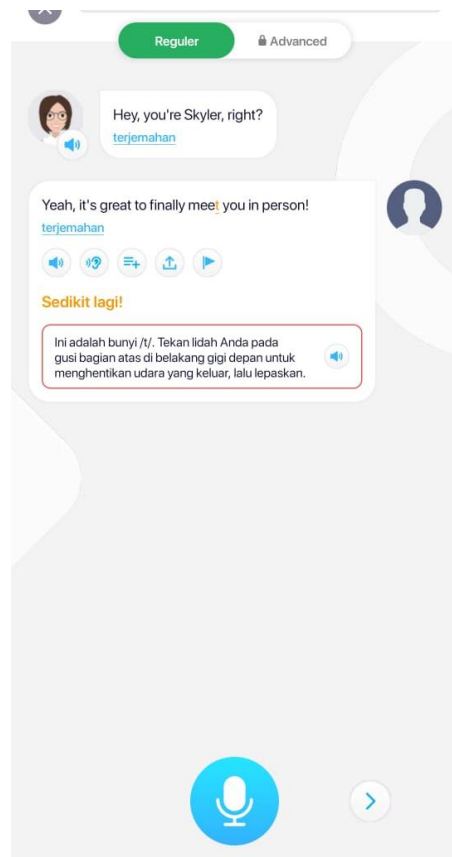 Reguler
Advanced
Hey, you're Skyler, right?
terjemahan
Yeah, it's great to finally meet you in person!
terjemahan
Sedikit lagi!
Ini adalah bunyi /t/. Tekan lidah Anda pada
gusi bagian atas di belakang gigi depan untuk
menghentikan udara yang keluar, lalu lepaskan.